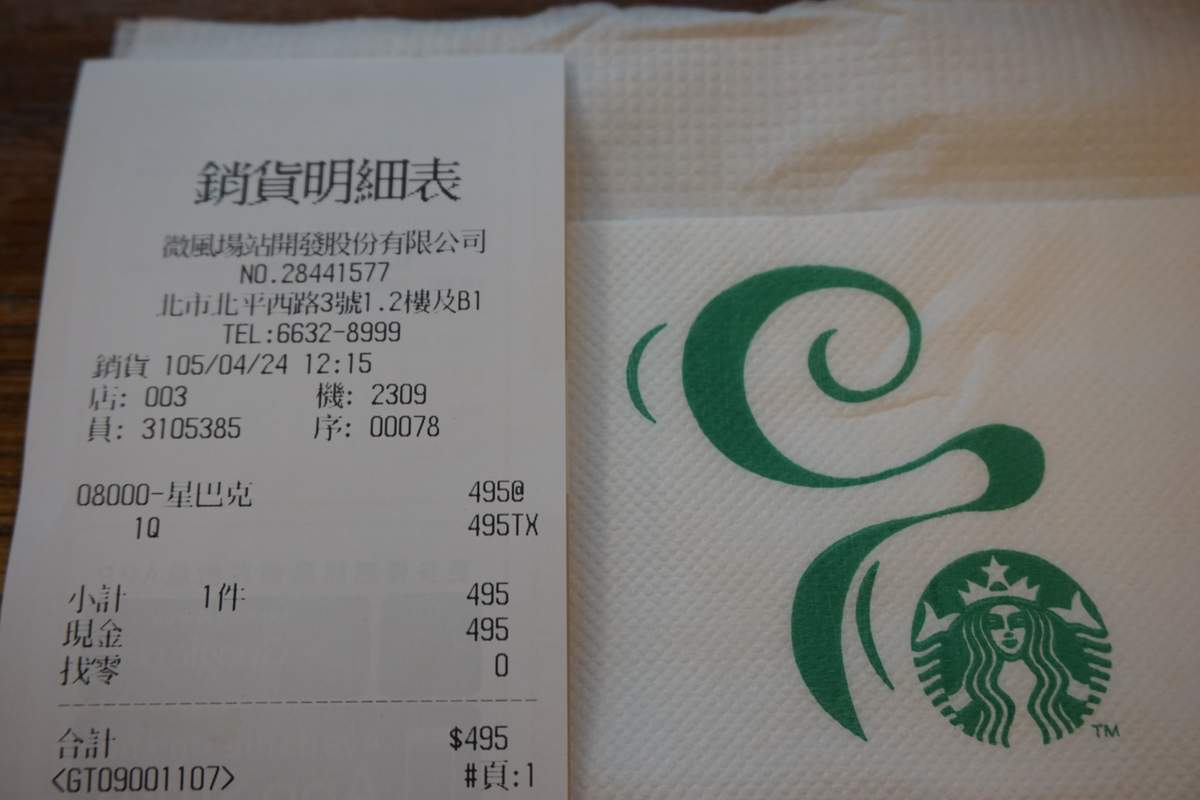 銷貨明細表
微風場站開發股份有限公司
NO.28441577
北市北平西路3號1.2樓及B1
TEL:6632-8999
銷貨 105/04/24 12:15
店: 003 機: 2309
員: 3105385 序: 00078
08000-星巴克 495@
1Q 495TX
小計 1件 495
現金 495
找零 0
合計 $495
<GT09001107> #頁:1
TM